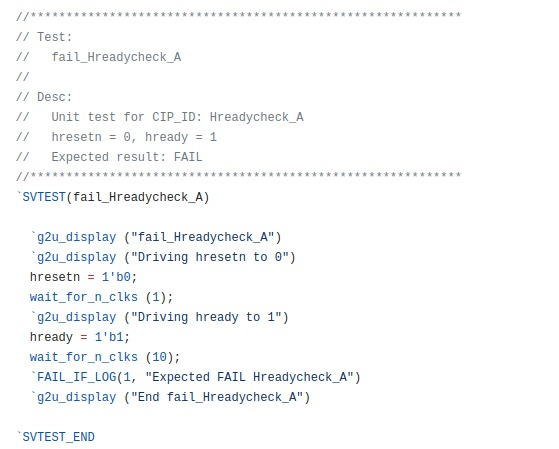 //************************************************************
// Test:
//   fail_Hreadycheck_A
//
// Desc:
//   Unit test for CIP_ID: Hreadycheck_A
//   hresetn = 0, hready = 1
//   Expected result: FAIL
//************************************************************
`SVTEST(fail_Hreadycheck_A)
  `g2u_display ("fail_Hreadycheck_A")
  `g2u_display ("Driving hresetn to 0")
  hresetn = 1'b0;
  wait_for_n_clks (1);
  `g2u_display ("Driving hready to 1")
  hready = 1'b1;
  wait_for_n_clks (10);
  `FAIL_IF_LOG(1, "Expected FAIL Hreadycheck_A")
  `g2u_display ("End fail_Hreadycheck_A")
`SVTEST_END